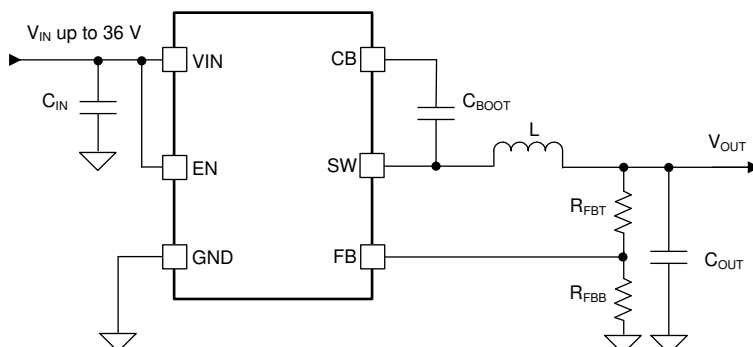 V_IN up to 36 V
VIN
CB
C_IN
C_BOOT
L
V_OUT
EN
SW
R_FBT
GND
FB
C_OUT
R_FBB